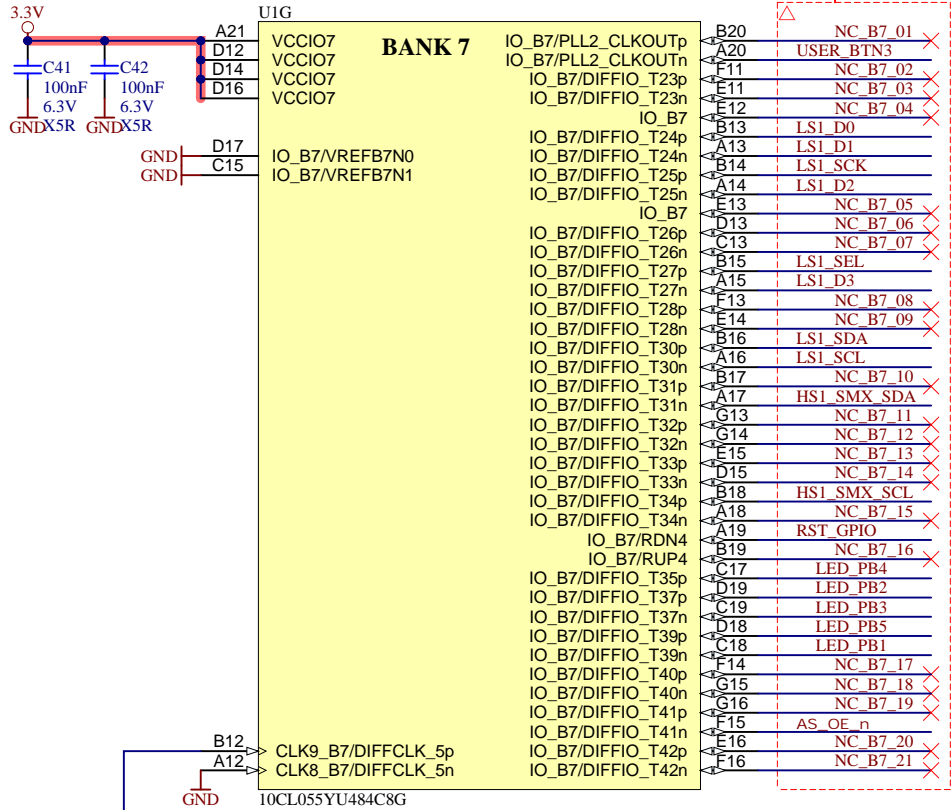 3.3V
U1G
BANK 7
A21 VCCIO7
D12 VCCIO7
D14 VCCIO7
D16 VCCIO7
C41
100nF
6.3V
X5R
GND
C42
100nF
6.3V
X5R
GND
GND D17 IO_B7/VREFB7N0
GND C15 IO_B7/VREFB7N1
IO_B7/PLL2_CLKOUTp B20 NC_B7_01
IO_B7/PLL2_CLKOUTn A20 USER_BTN3
IO_B7/DIFFIO_T23p F11 NC_B7_02
IO_B7/DIFFIO_T23n E11 NC_B7_03
IO_B7 E12 NC_B7_04
IO_B7/DIFFIO_T24p B13 LS1_D0
IO_B7/DIFFIO_T24n A13 LS1_D1
IO_B7/DIFFIO_T25p B14 LS1_SCK
IO_B7/DIFFIO_T25n A14 LS1_D2
IO_B7 E13 NC_B7_05
IO_B7/DIFFIO_T26p D13 NC_B7_06
IO_B7/DIFFIO_T26n C13 NC_B7_07
IO_B7/DIFFIO_T27p B15 LS1_SEL
IO_B7/DIFFIO_T27n A15 LS1_D3
IO_B7/DIFFIO_T28p F13 NC_B7_08
IO_B7/DIFFIO_T28n E14 NC_B7_09
IO_B7/DIFFIO_T30p B16 LS1_SDA
IO_B7/DIFFIO_T30n A16 LS1_SCL
IO_B7/DIFFIO_T31p B17 NC_B7_10
IO_B7/DIFFIO_T31n A17 HS1_SMX_SDA
IO_B7/DIFFIO_T32p G13 NC_B7_11
IO_B7/DIFFIO_T32n G14 NC_B7_12
IO_B7/DIFFIO_T33p E15 NC_B7_13
IO_B7/DIFFIO_T33n D15 NC_B7_14
IO_B7/DIFFIO_T34p B18 HS1_SMX_SCL
IO_B7/DIFFIO_T34n A18 NC_B7_15
IO_B7/RDN4 A19 RST_GPIO
IO_B7/RUP4 B19 NC_B7_16
IO_B7/DIFFIO_T35p C17 LED_PB4
IO_B7/DIFFIO_T37p D19 LED_PB2
IO_B7/DIFFIO_T37n C19 LED_PB3
IO_B7/DIFFIO_T39p D18 LED_PB5
IO_B7/DIFFIO_T39n C18 LED_PB1
IO_B7/DIFFIO_T40p F14 NC_B7_17
IO_B7/DIFFIO_T40n G15 NC_B7_18
IO_B7/DIFFIO_T41p G16 NC_B7_19
IO_B7/DIFFIO_T41n F15 AS_OE_n
IO_B7/DIFFIO_T42p E16 NC_B7_20
IO_B7/DIFFIO_T42n F16 NC_B7_21
B12 CLK9_B7/DIFFCLK_5p
A12 CLK8_B7/DIFFCLK_5n
GND
10CL055YU484C8G